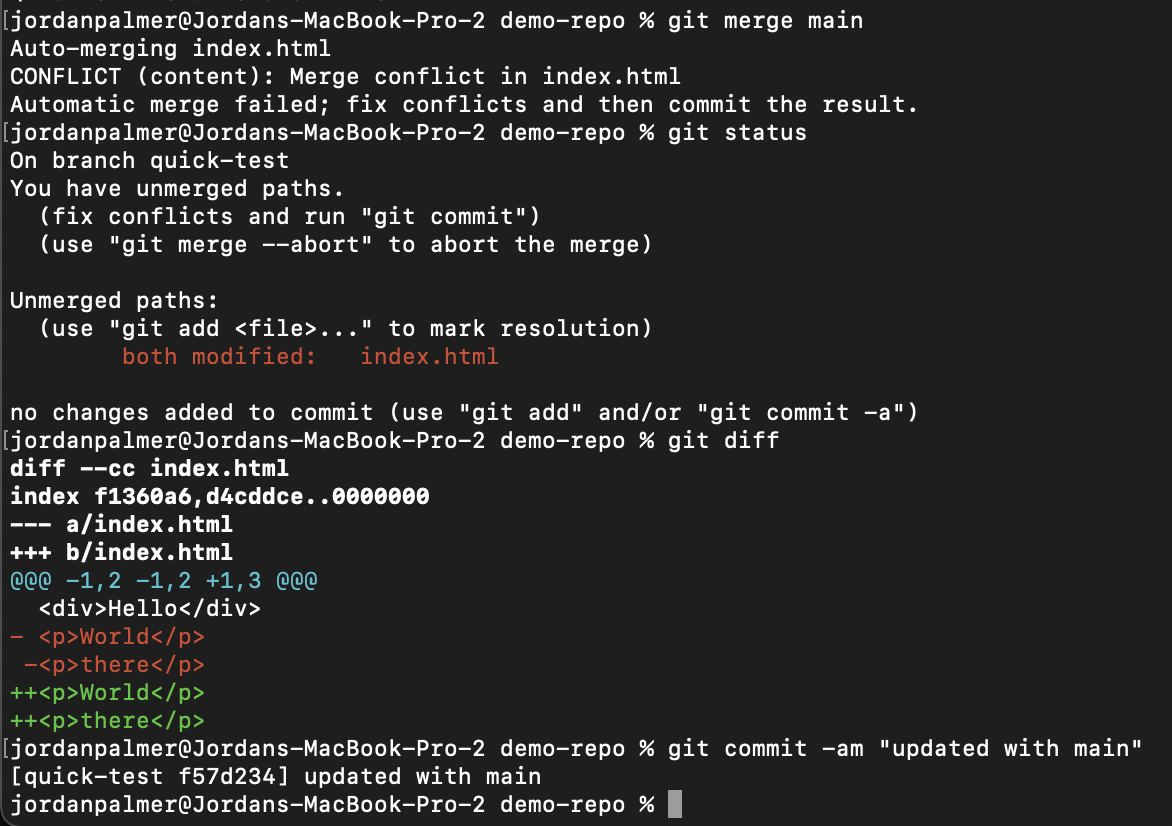 [jordanpalmer@Jordans-MacBook-Pro-2 demo-repo % git merge main
Auto-merging index.html
CONFLICT (content): Merge conflict in index.html
Automatic merge failed; fix conflicts and then commit the result.
[jordanpalmer@Jordans-MacBook-Pro-2 demo-repo % git status
On branch quick-test
You have unmerged paths.
  (fix conflicts and run "git commit")
  (use "git merge --abort" to abort the merge)

Unmerged paths:
  (use "git add <file>..." to mark resolution)
        both modified:   index.html

no changes added to commit (use "git add" and/or "git commit -a")
[jordanpalmer@Jordans-MacBook-Pro-2 demo-repo % git diff
diff --cc index.html
index f1360a6,d4cddce..0000000
--- a/index.html
+++ b/index.html
@@@ -1,2 -1,2 +1,3 @@@
  <div>Hello</div>
- <p>World</p>
 -<p>there</p>
++<p>World</p>
++<p>there</p>
[jordanpalmer@Jordans-MacBook-Pro-2 demo-repo % git commit -am "updated with main"
[quick-test f57d234] updated with main
jordanpalmer@Jordans-MacBook-Pro-2 demo-repo %